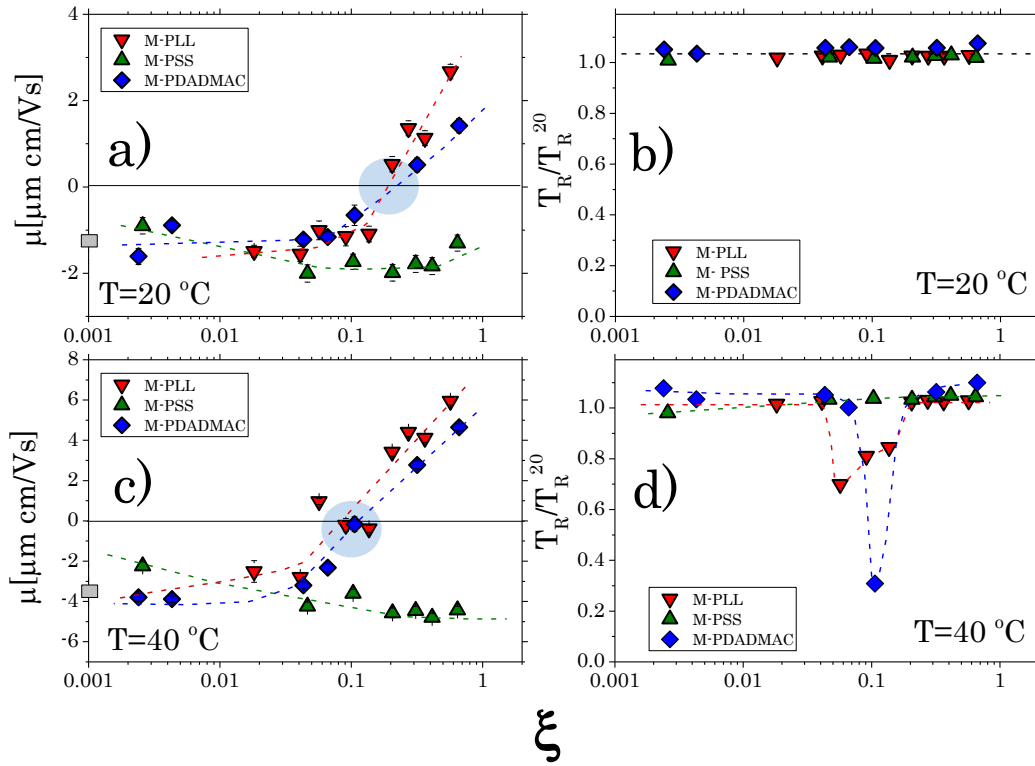 M-PLL
M-PSS
M-PDADMAC
a)
T=20 °C
μ[μm cm/Vs]
4
2
0
-2
0.001
0.01
0.1
1
b)
T_R/T_R^20
1.2
1.0
0.8
0.6
0.4
0.2
0.0
M-PLL
M- PSS
M-PDADMAC
T=20 °C
0.001
0.01
0.1
1
M-PLL
M-PSS
M-PDADMAC
c)
T=40 °C
μ[μm cm/Vs]
8
6
4
2
0
-2
-4
-6
0.001
0.01
0.1
1
d)
T_R/T_R^20
1.2
1.0
0.8
0.6
0.4
0.2
0.0
M-PLL
M-PSS
M-PDADMAC
T=40 °C
0.001
0.01
0.1
1
ξ